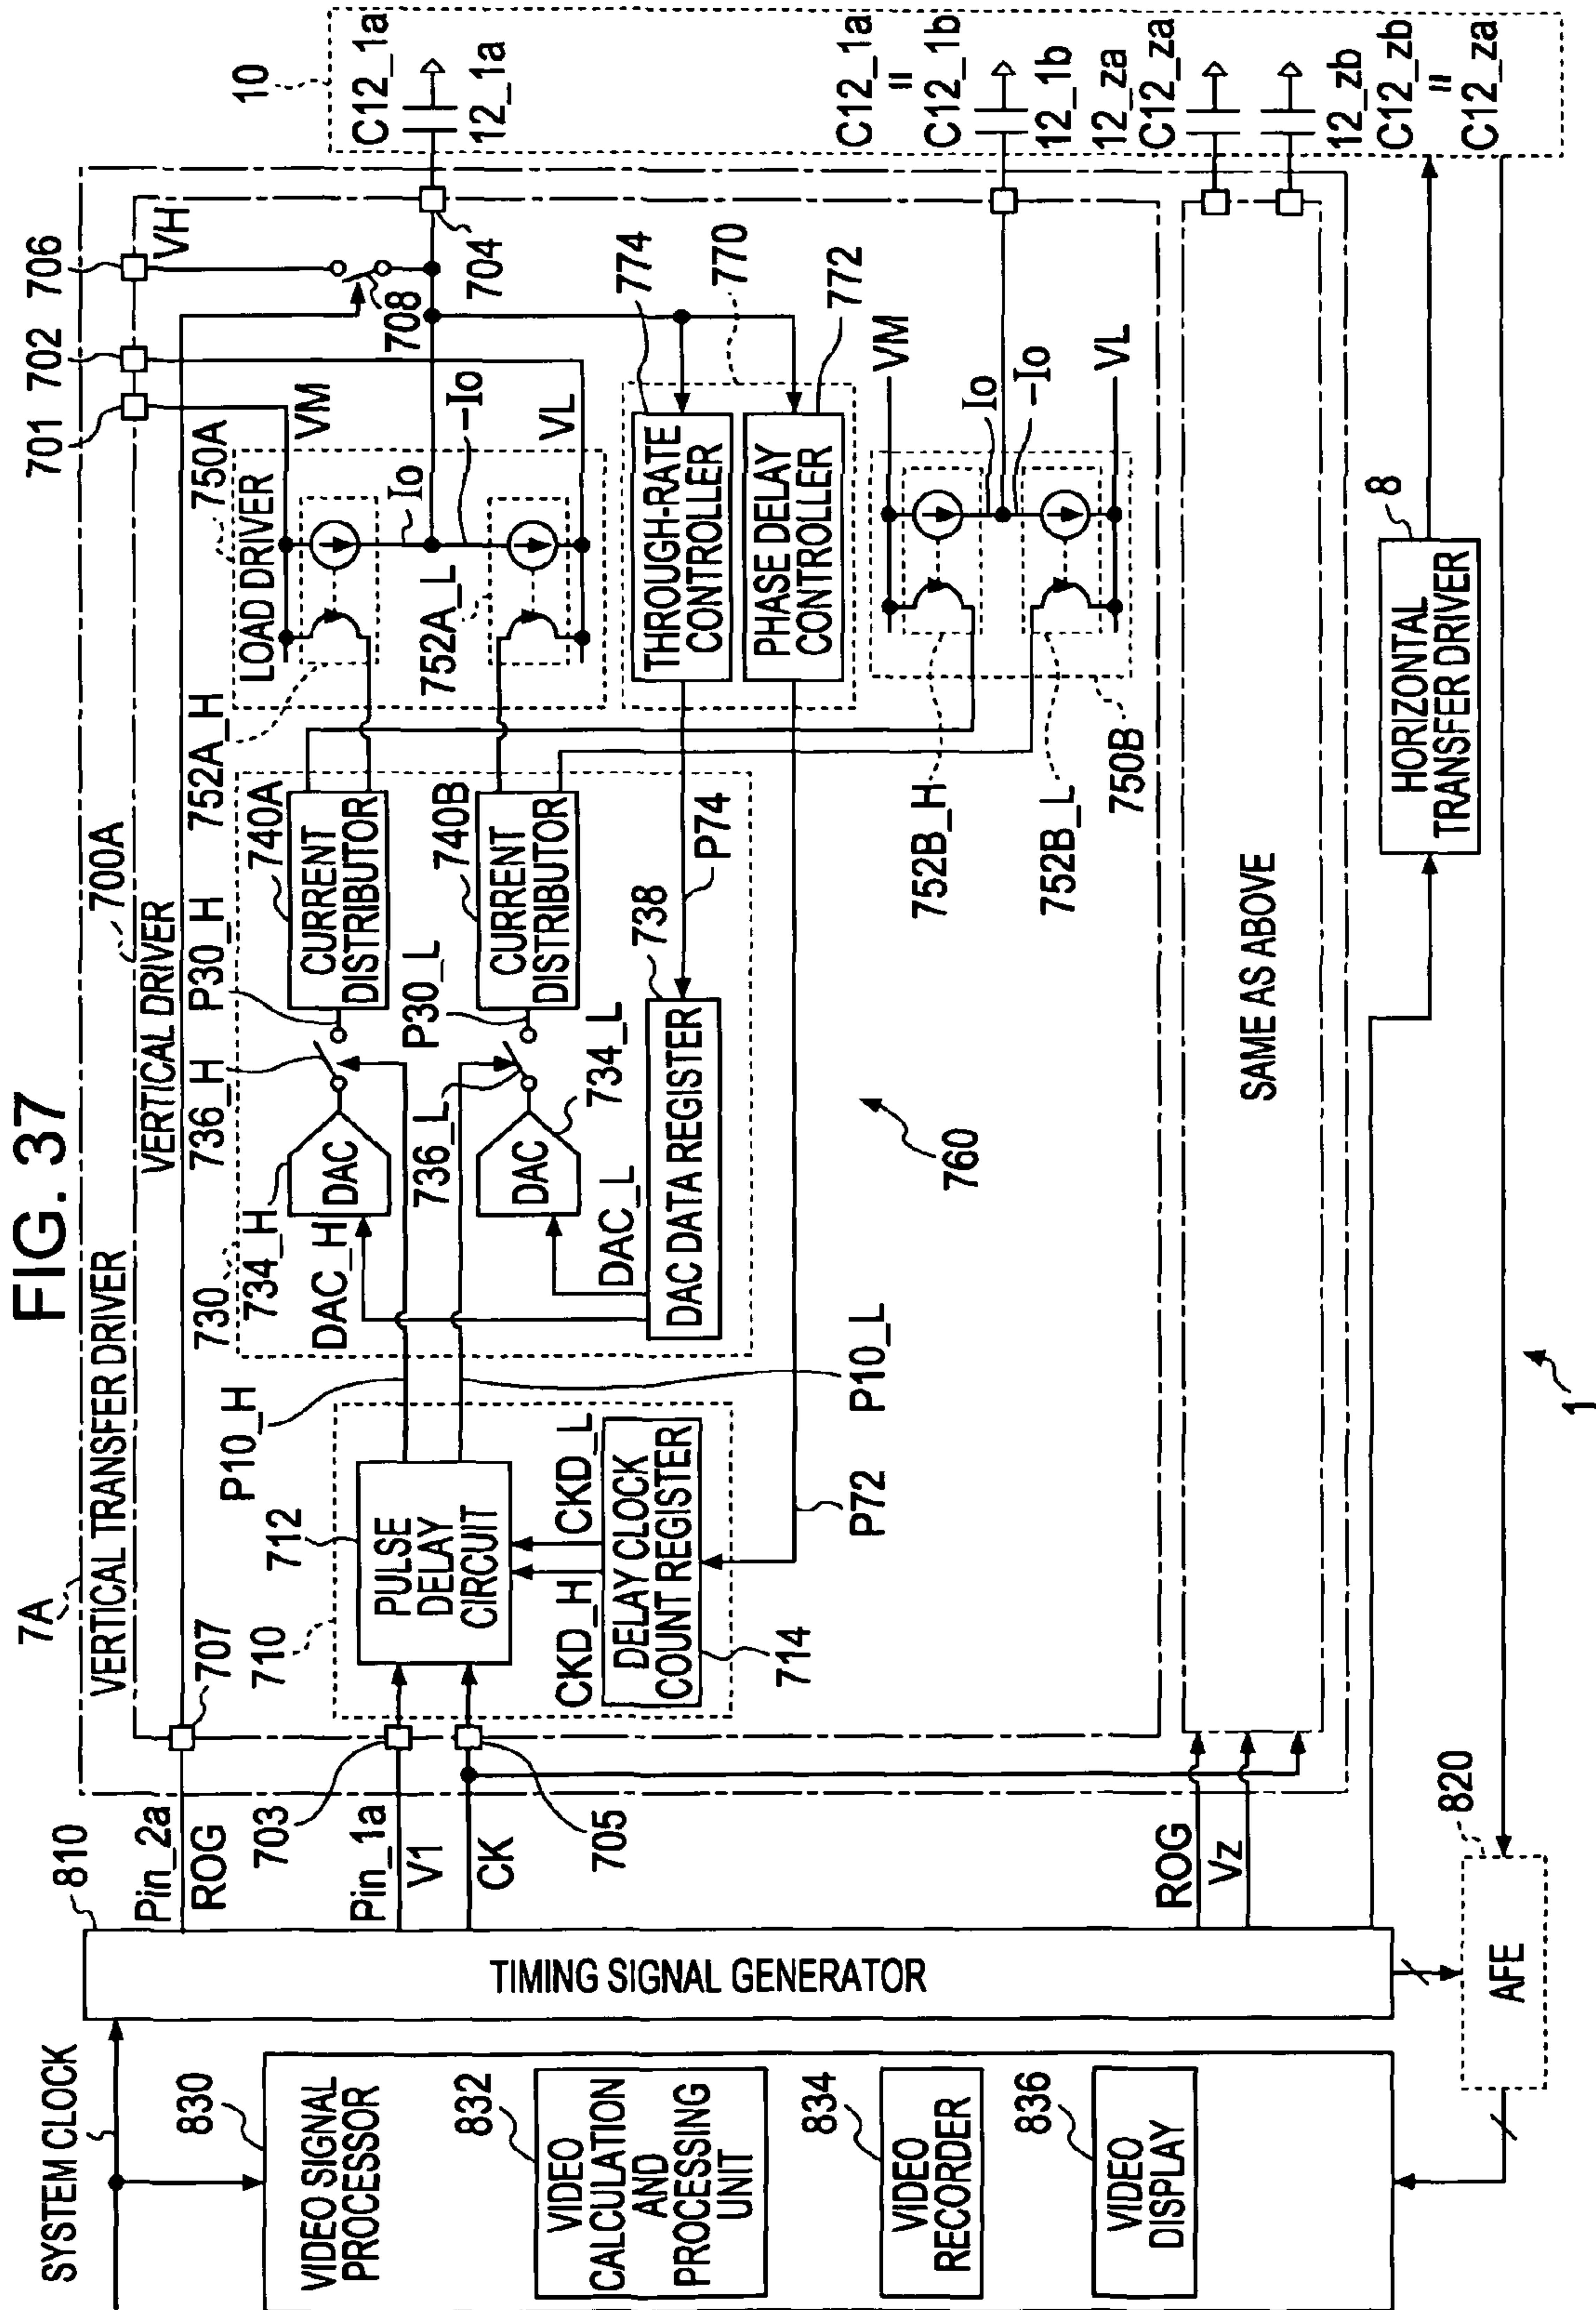 FIG. 37
7A
VERTICAL TRANSFER DRIVER
700A
VERTICAL DRIVER
701
702
706
VH
10
C12_1a
12_1a
704
708
SYSTEM CLOCK
810
Pin_2a
ROG
707
703
Pin_1a
V1
CK
705
TIMING SIGNAL GENERATOR
830
VIDEO SIGNAL
PROCESSOR
832
VIDEO
CALCULATION
AND
PROCESSING
UNIT
834
VIDEO
RECORDER
836
VIDEO
DISPLAY
710
712
PULSE
DELAY
CIRCUIT
CKD_H
CKD_L
DELAY CLOCK
COUNT REGISTER
714
P10_H
P10_L
P72
730
734_H
DAC_H
DAC
736_H
P30_H
740A
CURRENT
DISTRIBUTOR
736_L
DAC
734_L
DAC_L
P30_L
740B
CURRENT
DISTRIBUTOR
738
DAC DATA REGISTER
P74
760
752A_H
750A
LOAD DRIVER
VM
Io
752A_L
-Io
VL
774
THROUGH-RATE
CONTROLLER
770
PHASE DELAY
CONTROLLER
772
VM
Io
-Io
VL
752B_H
752B_L
750B
C12_1a
=
C12_1b
12_1b
12_za
C12_za
12_zb
C12_zb
=
C12_za
ROG
Vz
SAME AS ABOVE
8
HORIZONTAL
TRANSFER DRIVER
820
AFE
1